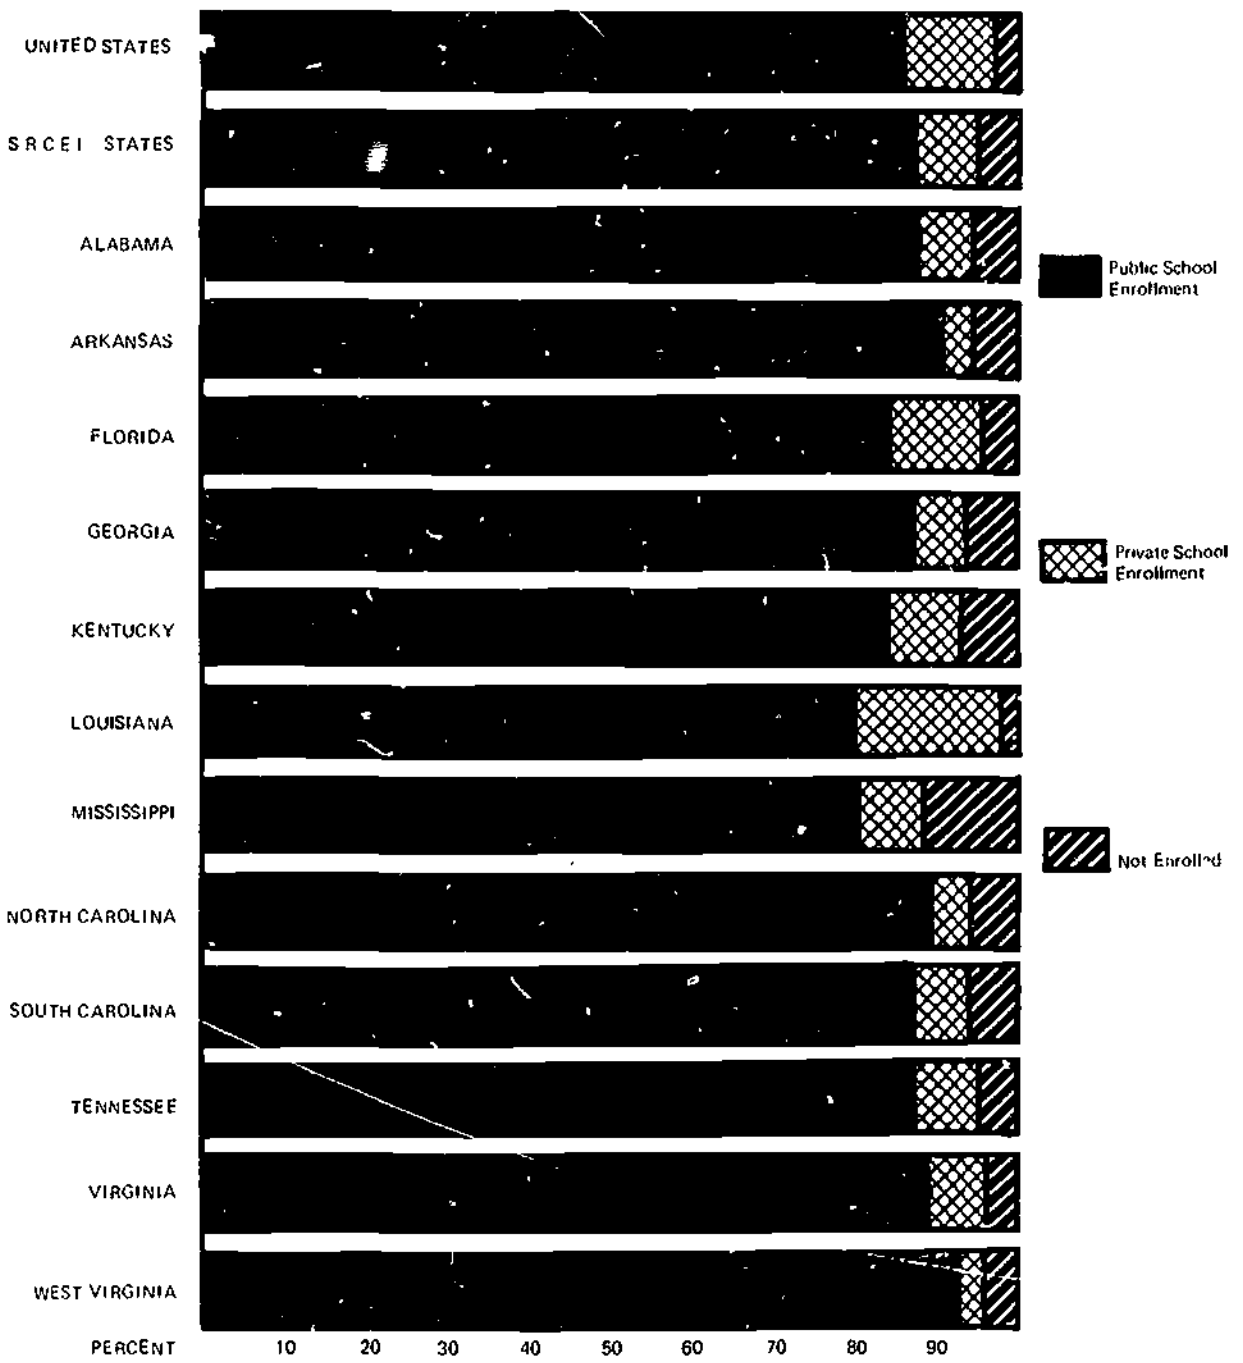 UNITED STATES
SRCEI STATES
ALABAMA
Public School
Enrollment
ARKANSAS
FLORIDA
GEORGIA
Private School
Enrollment
KENTUCKY
LOUISIANA
MISSISSIPPI
Not Enrolled
NORTH CAROLINA
SOUTH CAROLINA
TENNESSEE
VIRGINIA
WEST VIRGINIA
PERCENT 10 20 30 40 50 60 70 80 90